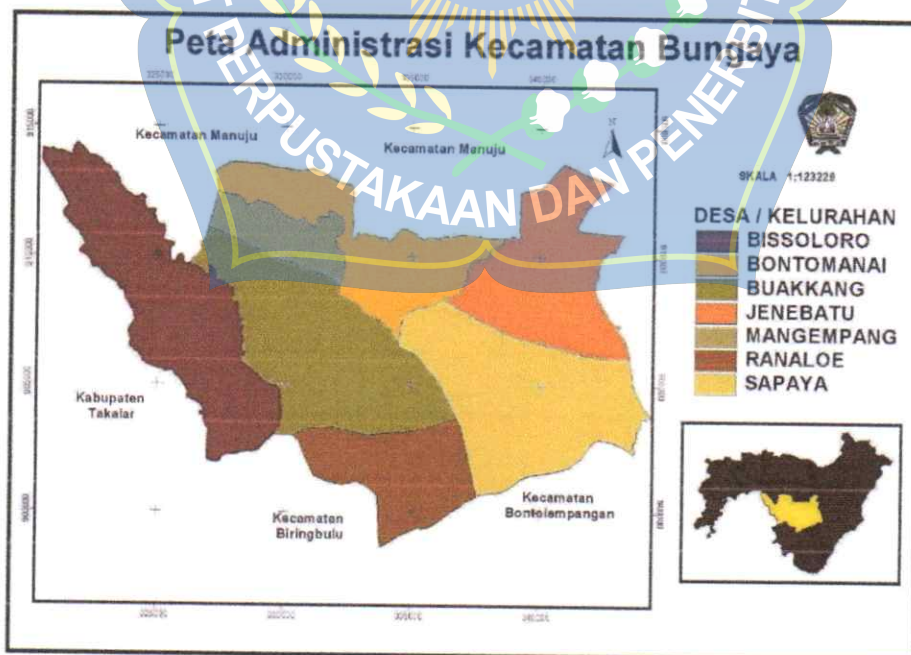 Peta Administrasi Kecamatan Bungaya
PERPUSTAKAAN DAN PENERBIT
Kecamatan Manuju
Kecamatan Manuju
SKALA 1:123228
DESA / KELURAHAN
BISSOLORO
BONTOMANAI
BUAKKANG
JENEBATU
MANGEMPANG
RANALOE
SAPAYA
Kabupaten
Takalar
Kecamatan
Biringbulu
Kecamatan
Bontolempangan